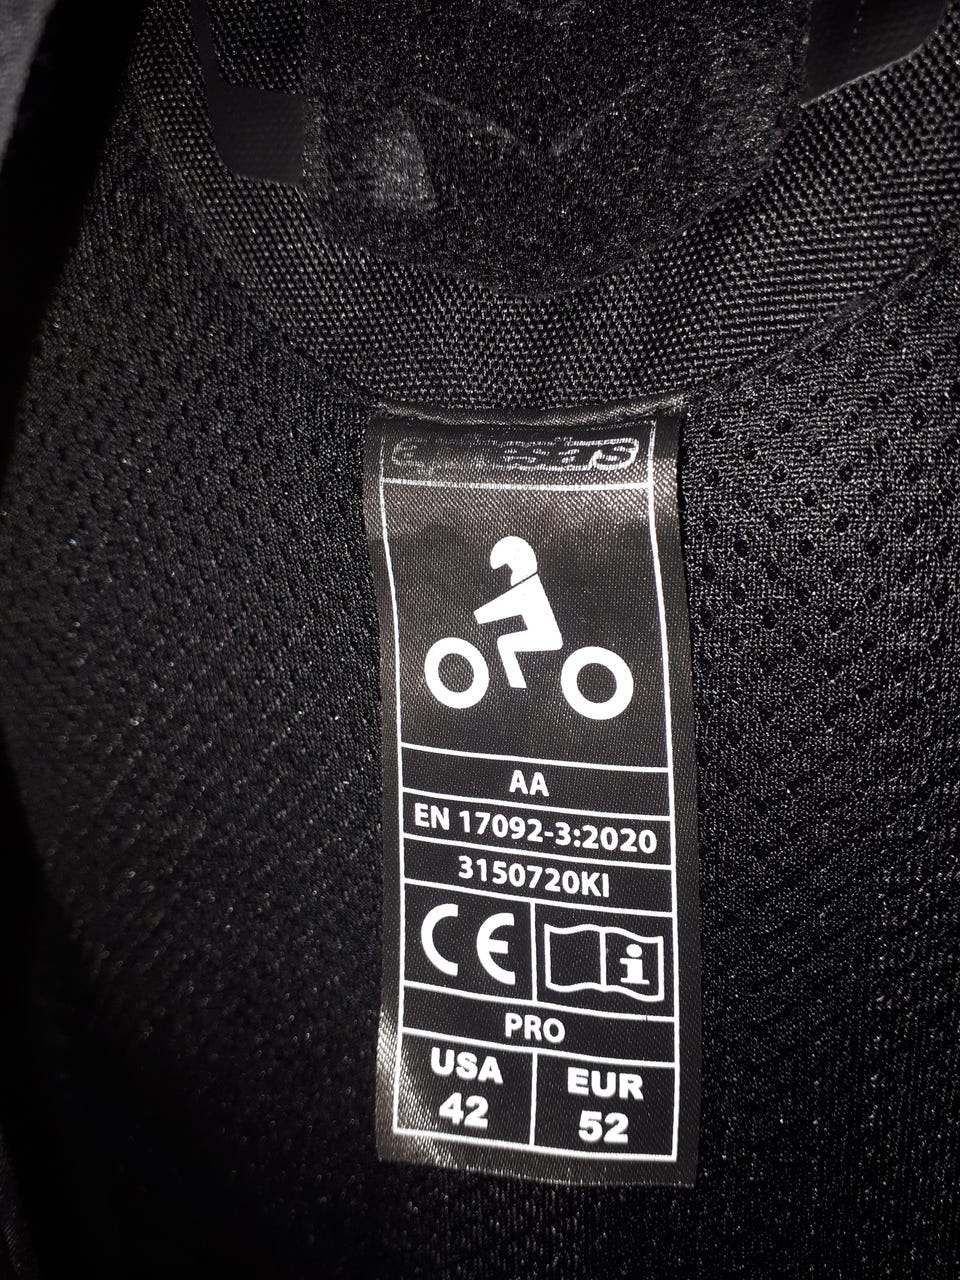 AA
EN 17092-3:2020
3150720KI
CE
i
PRO
USA EUR
42 52